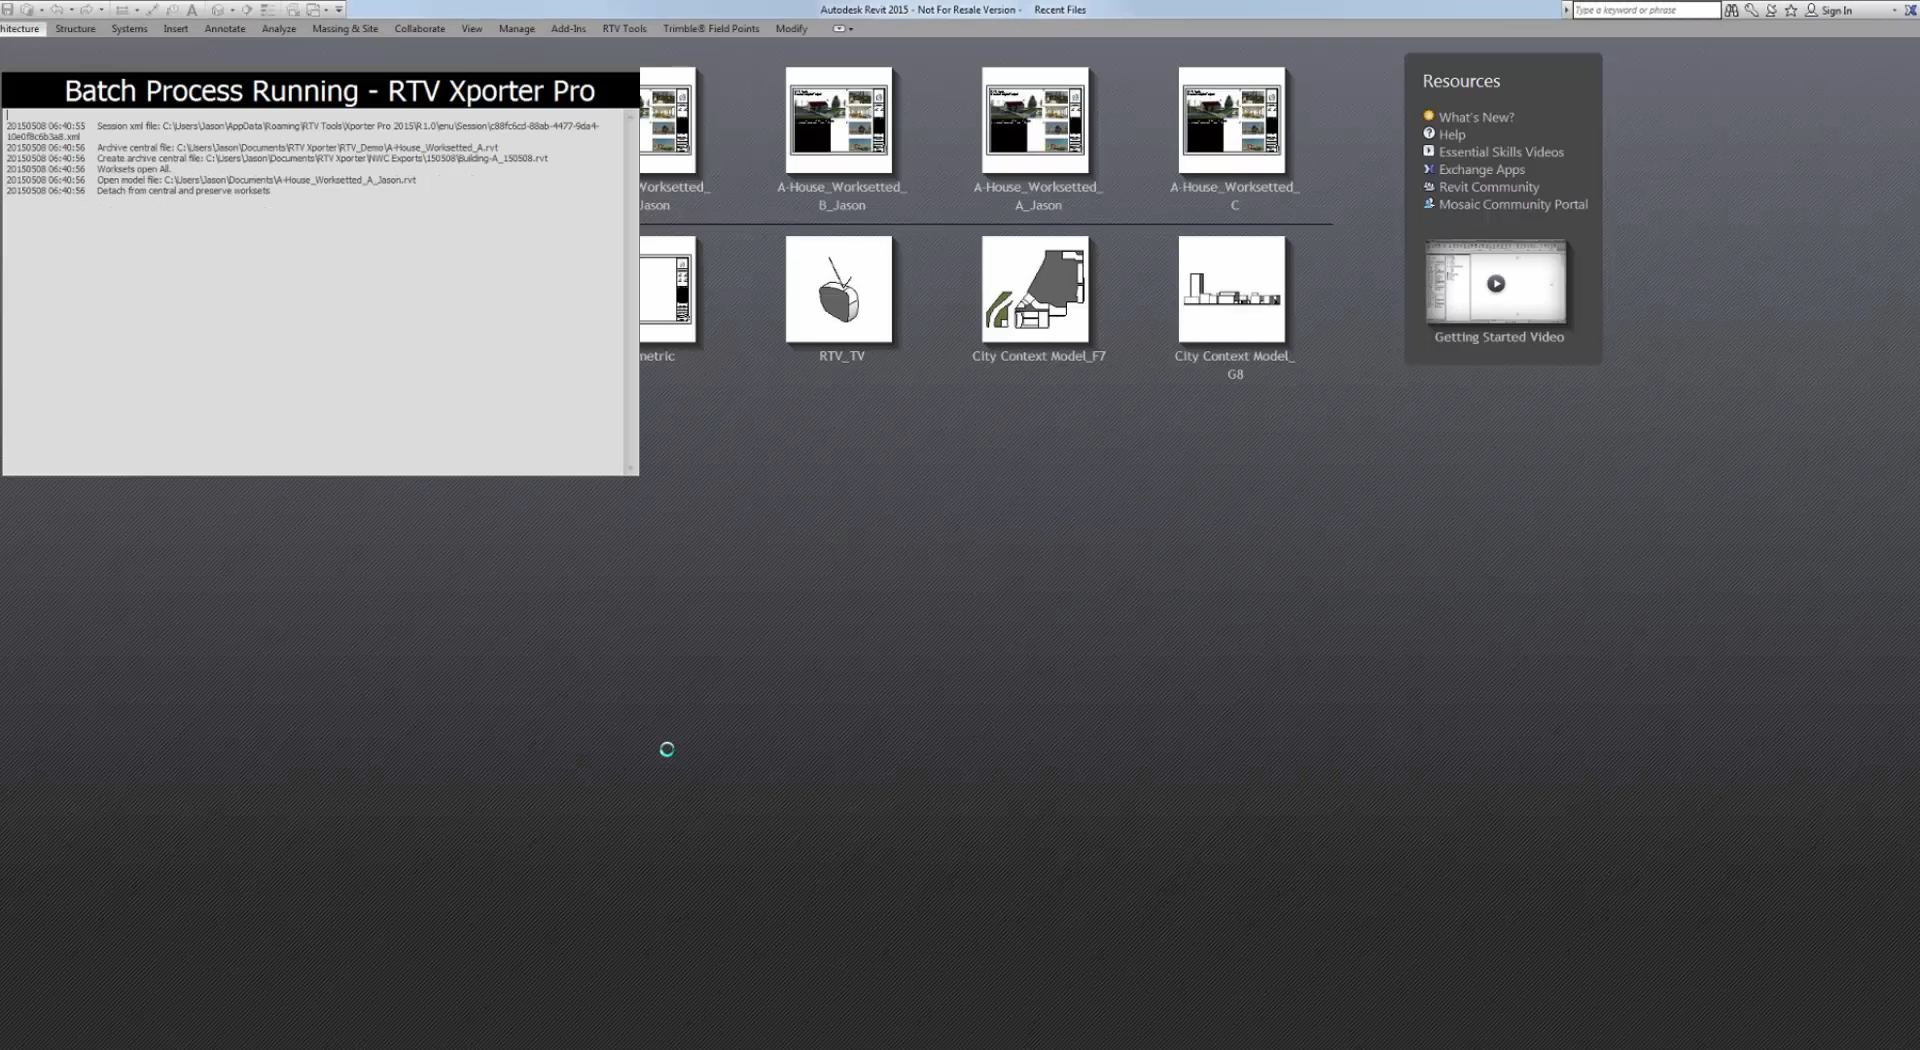 Autodesk Revit 2015 - Not For Resale Version - Recent Files
Type a keyword or phrase
Sign In
hitecture Structure Systems Insert Annotate Analyze Massing & Site Collaborate View Manage Add-Ins RTV Tools Trimble® Field Points Modify
Batch Process Running - RTV Xporter Pro
20150508 06:40:55 Session xml file: C:\Users\Jason\AppData\Roaming\RTV Tools\Xporter Pro 2015\R1.0\enu\Session\c88fc6cd-88ab-4477-9da4-
10e0f8c6b3a8.xml
20150508 06:40:56 Archive central file: C:\Users\Jason\Documents\RTV Xporter\RTV_Demo\A-House_Worksetted_A.rvt
20150508 06:40:56 Create archive central file: C:\Users\Jason\Documents\RTV Xporter\NWC Exports\150508\Building-A_150508.rvt
20150508 06:40:56 Worksets open All.
20150508 06:40:56 Open model file: C:\Users\Jason\Documents\A-House_Worksetted_A_Jason.rvt
20150508 06:40:56 Detach from central and preserve worksets
Worksetted_
Jason
A-House_Worksetted_
B_Jason
A-House_Worksetted_
A_Jason
A-House_Worksetted_
C
metric
RTV_TV
City Context Model_F7
City Context Model_
G8
Resources
What's New?
Help
Essential Skills Videos
Exchange Apps
Revit Community
Mosaic Community Portal
Getting Started Video